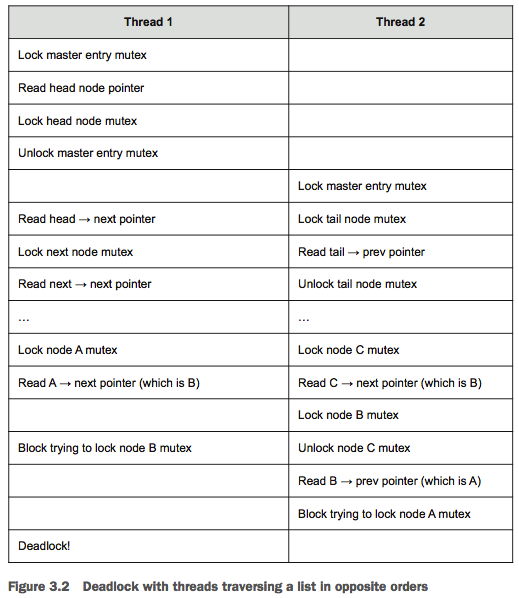 Thread 1 Thread 2
Lock master entry mutex
Read head node pointer
Lock head node mutex
Unlock master entry mutex
Lock master entry mutex
Read head → next pointer Lock tail node mutex
Lock next node mutex Read tail → prev pointer
Read next → next pointer Unlock tail node mutex
... ...
Lock node A mutex Lock node C mutex
Read A → next pointer (which is B) Read C → next pointer (which is B)
Lock node B mutex
Block trying to lock node B mutex Unlock node C mutex
Read B → prev pointer (which is A)
Block trying to lock node A mutex
Deadlock!
Figure 3.2 Deadlock with threads traversing a list in opposite orders